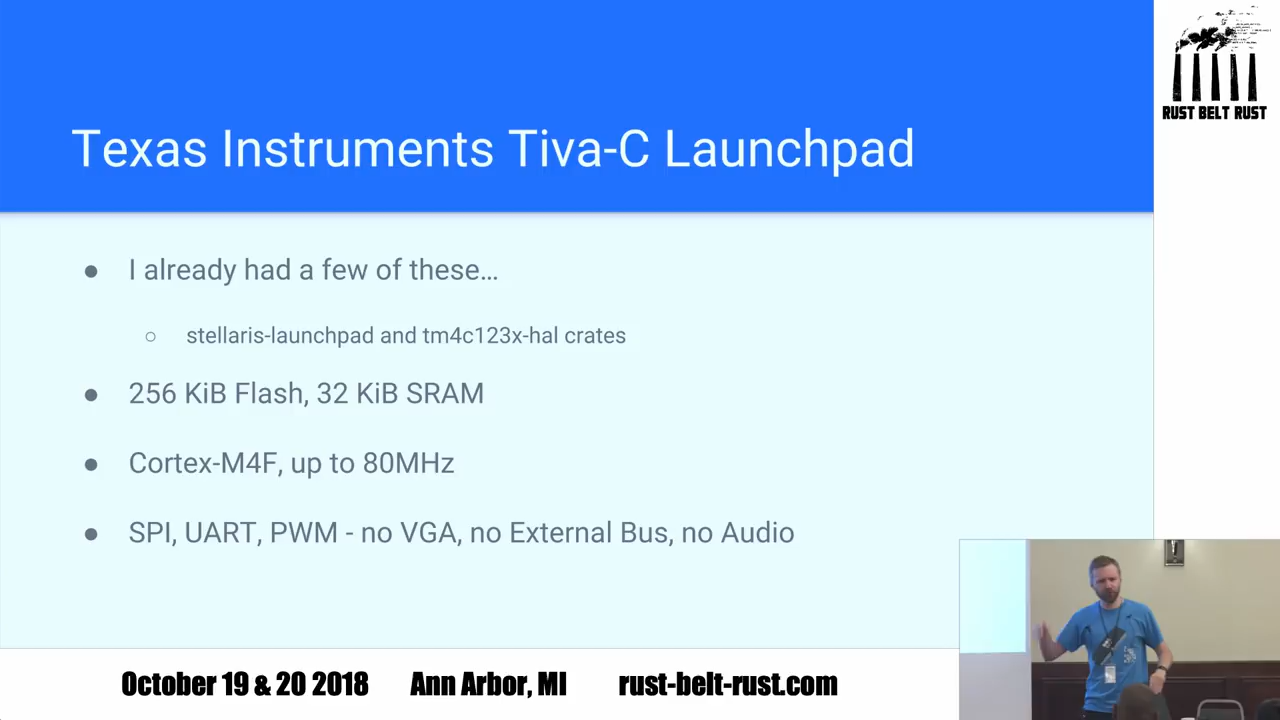 Texas Instruments Tiva-C Launchpad
● I already had a few of these…
○ stellaris-launchpad and tm4c123x-hal crates
● 256 KiB Flash, 32 KiB SRAM
● Cortex-M4F, up to 80MHz
● SPI, UART, PWM - no VGA, no External Bus, no Audio
RUST BELT RUST
October 19 & 20 2018 Ann Arbor, MI rust-belt-rust.com